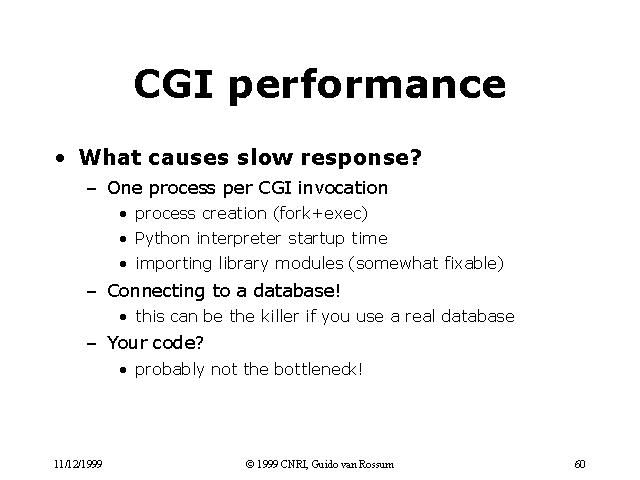 CGI performance
• What causes slow response?
– One process per CGI invocation
• process creation (fork+exec)
• Python interpreter startup time
• importing library modules (somewhat fixable)
– Connecting to a database!
• this can be the killer if you use a real database
– Your code?
• probably not the bottleneck!
11/12/1999 © 1999 CNRI, Guido van Rossum 60